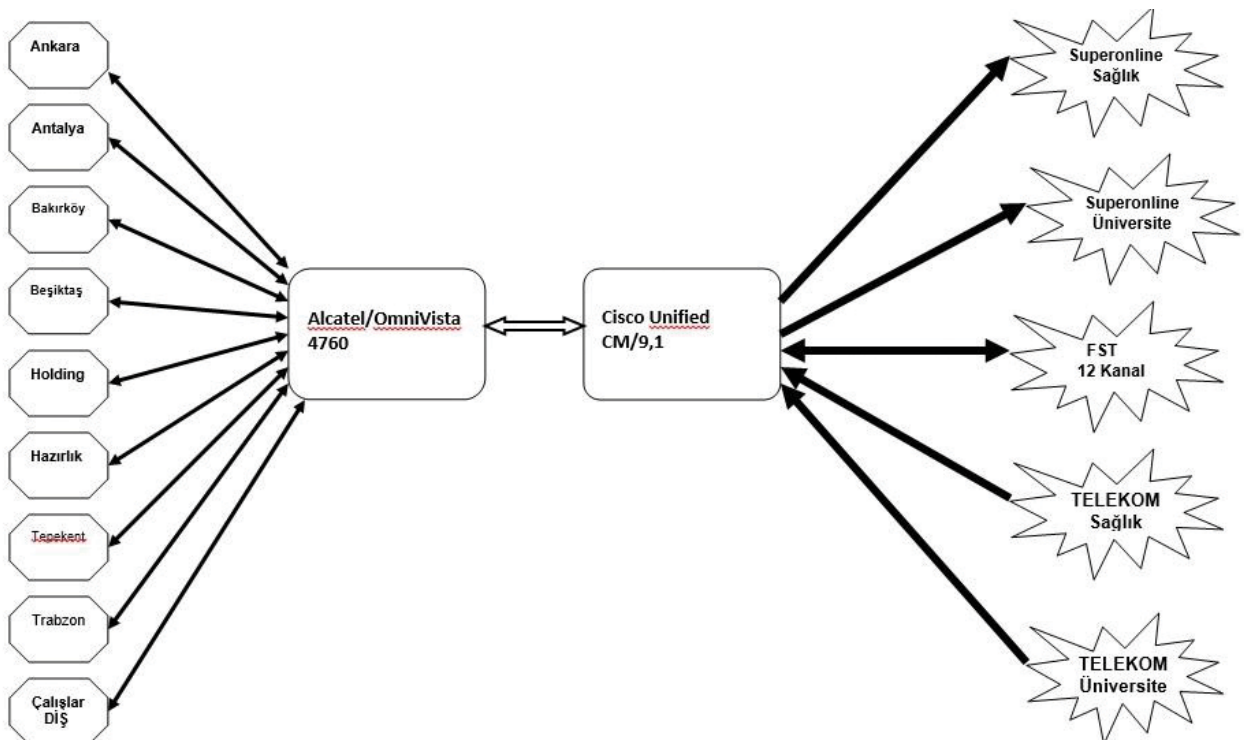 Ankara
Antalya
Bakırköy
Beşiktaş
Holding
Hazırlık
Tepekent
Trabzon
Çalışlar
DİŞ
Alcatel/OmniVista
4760
Cisco Unified
CM/9,1
Superonline
Sağlık
Superonline
Üniversite
FST
12 Kanal
TELEKOM
Sağlık
TELEKOM
Üniversite